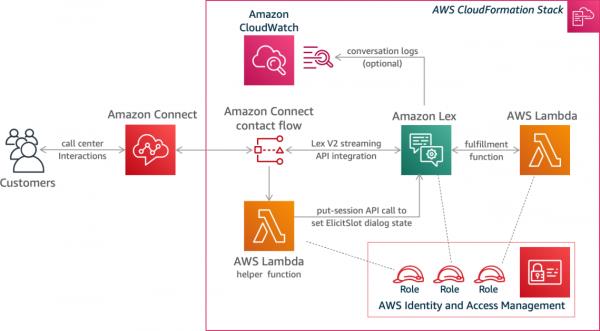 AWS CloudFormation Stack
Amazon
CloudWatch
conversation logs
(optional)
Amazon Connect
Amazon Connect
contact flow
Amazon Lex
AWS Lambda
call center
Interactions
Lex V2 streaming
API integration
fulfillment
function
Customers
put-session API call to
set ElicitSlot dialog state
AWS Lambda
helper function
Role
Role
Role
AWS Identity and Access Management